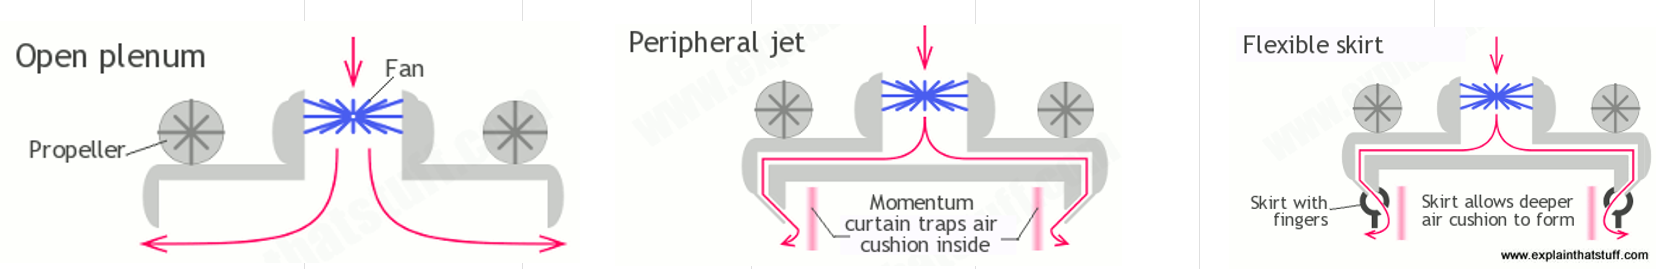 Open plenum
Fan
Propeller
Peripheral jet
Momentum
curtain traps air
cushion inside
Flexible skirt
Skirt with
fingers
Skirt allows deeper
air cushion to form
www.explainthatstuff.com